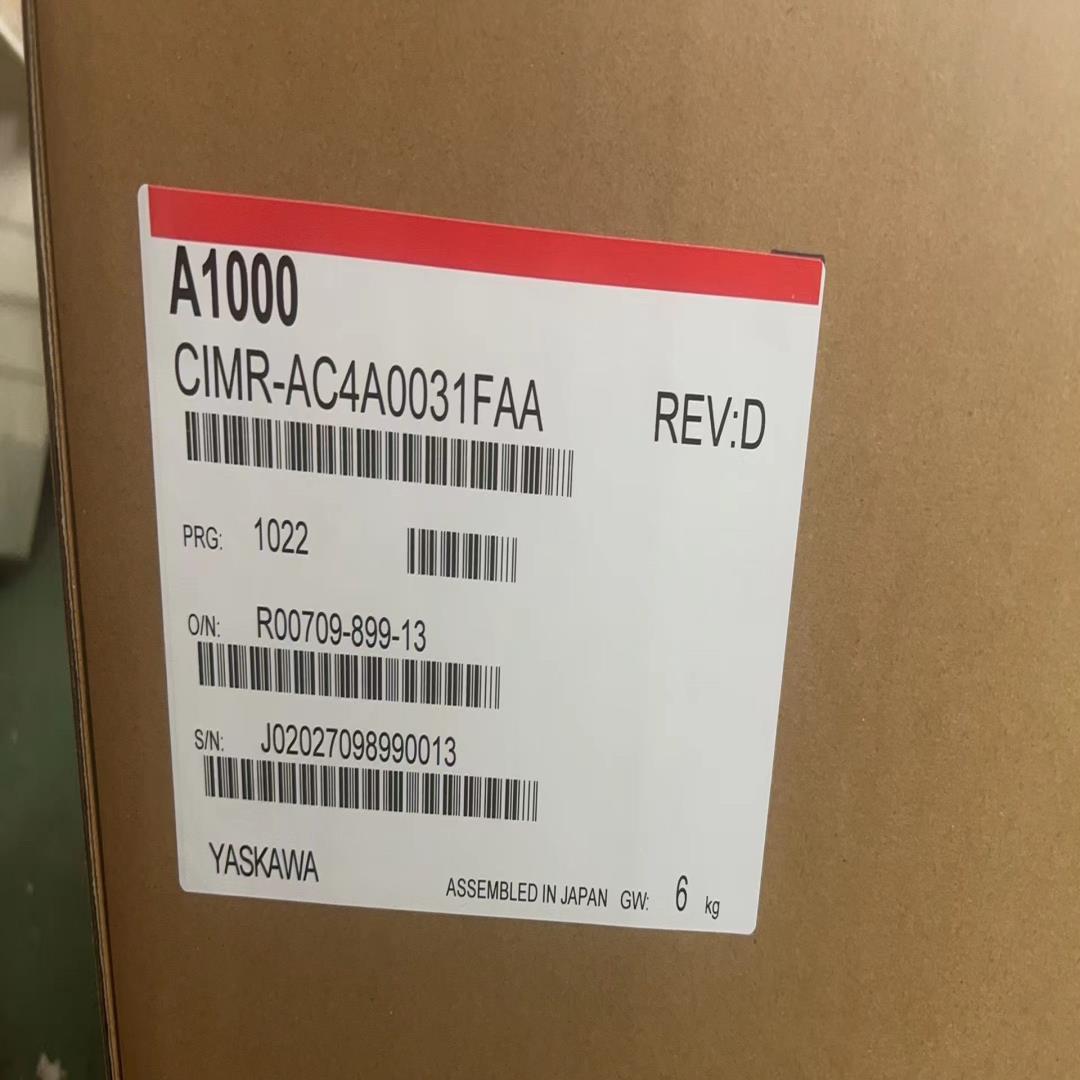 A1000
CIMR-AC4A0031FAA
REV:D
PRG: 1022
O/N: R00709-899-13
S/N: J02027098990013
YASKAWA
ASSEMBLED IN JAPAN GW: 6 kg